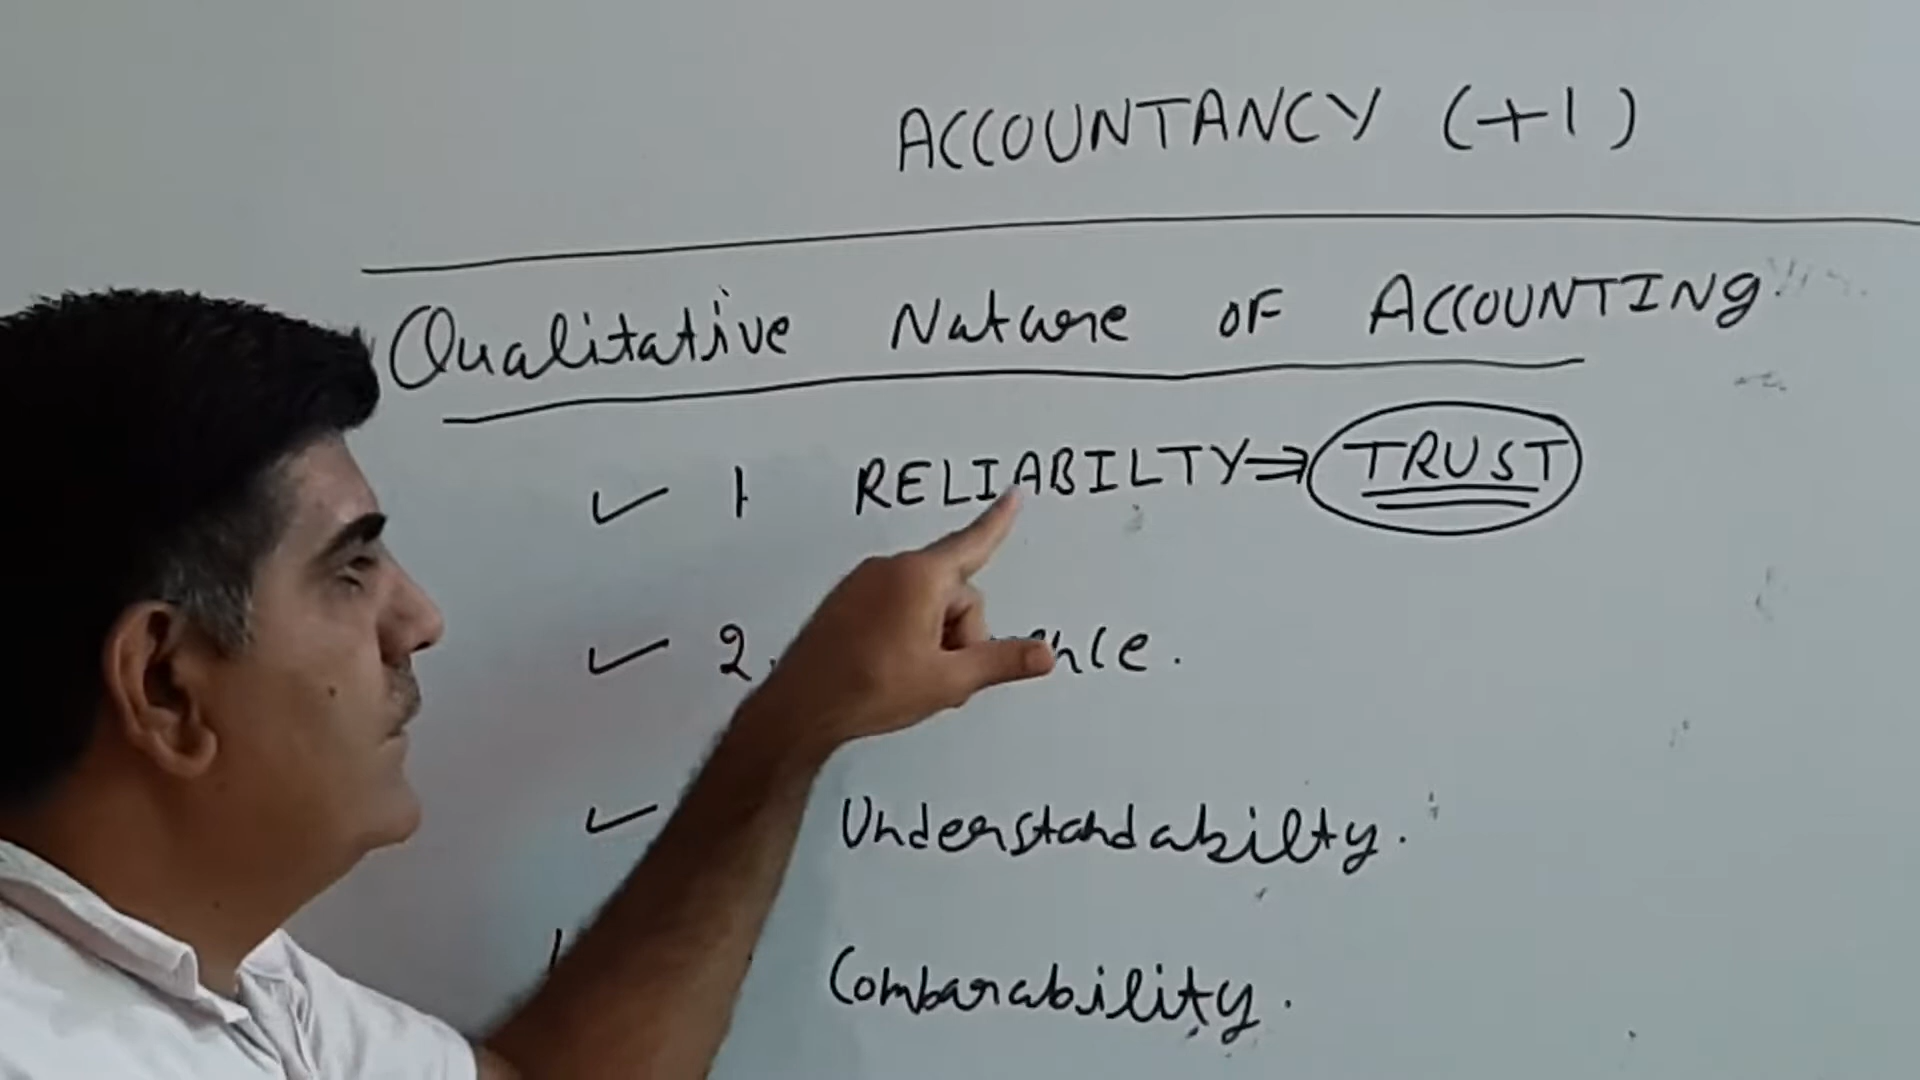 ACCOUNTANCY (+1)
Qualitative Nature OF ACCOUNTING
✓ 1 RELIABILTY ⇒ TRUST
✓ 2.
✓ Understandabilty.
Combarability.